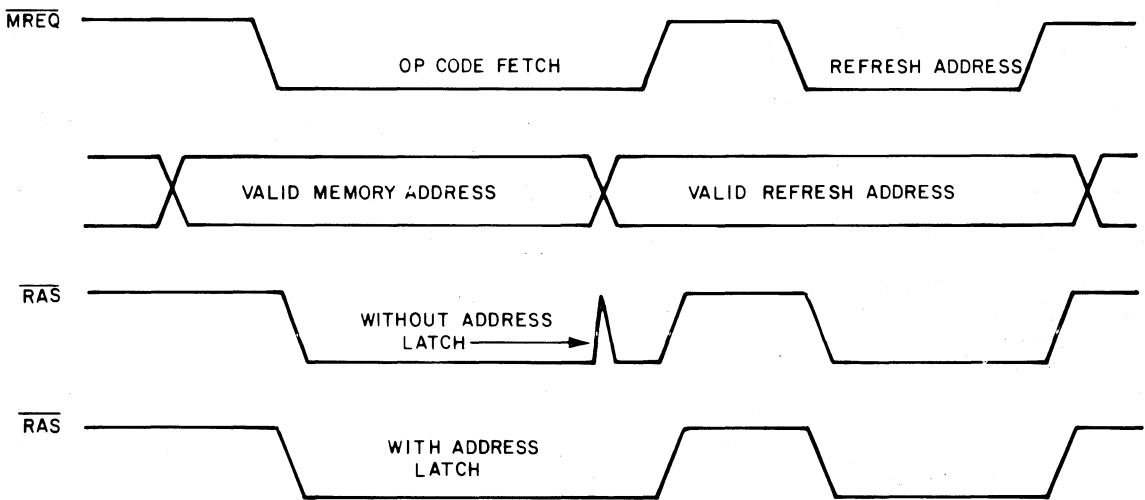 MREQ
OP CODE FETCH
REFRESH ADDRESS
VALID MEMORY ADDRESS
VALID REFRESH ADDRESS
RAS
WITHOUT ADDRESS
LATCH
RAS
WITH ADDRESS
LATCH